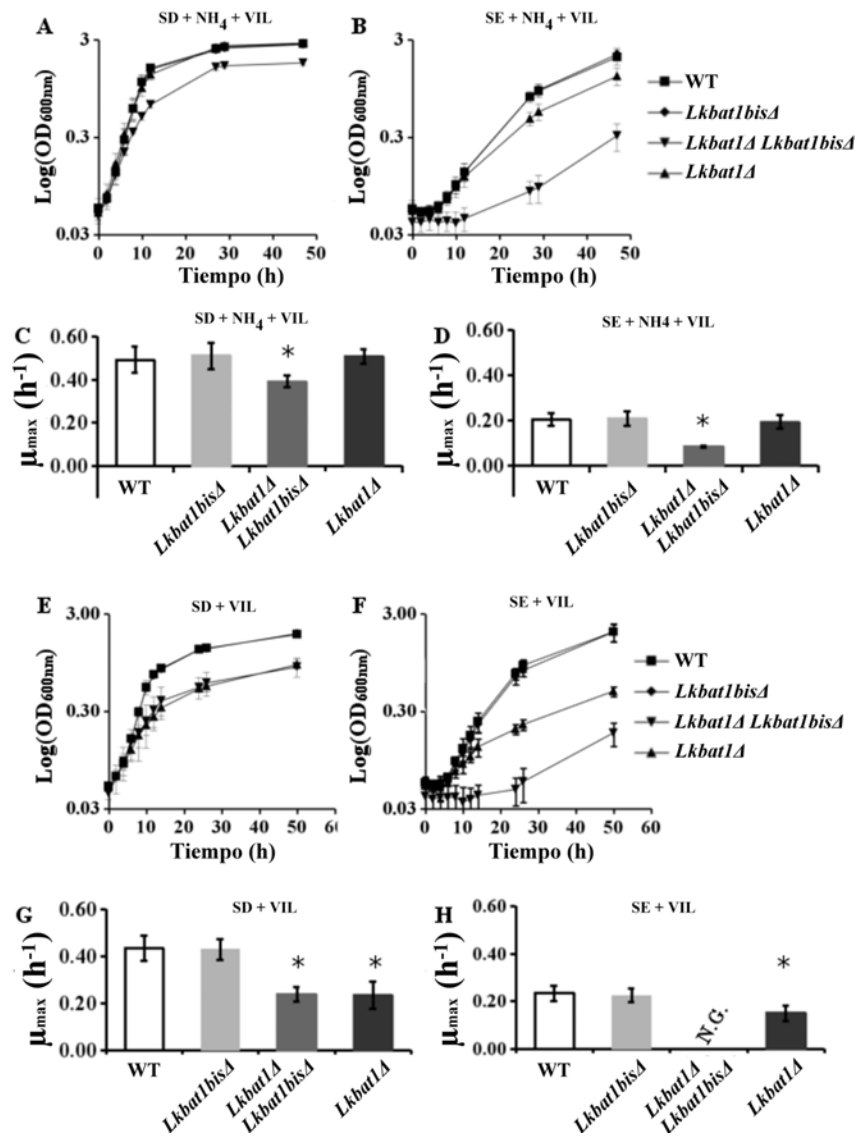 A
SD + NH4 + VIL
Log(OD600nm)
3
0.3
0.03
0 10 20 30 40 50
Tiempo (h)
B
SE + NH4 + VIL
Log(OD600nm)
3
0.3
0.03
0 10 20 30 40 50
Tiempo (h)
WT
Lkbat1bisΔ
Lkbat1Δ Lkbat1bisΔ
Lkbat1Δ
C
SD + NH4 + VIL
μmax (h-1)
0.60
0.40
0.20
0.00
*
WT
Lkbat1bisΔ
Lkbat1Δ
Lkbat1bisΔ
Lkbat1Δ
D
SE + NH4 + VIL
μmax (h-1)
0.60
0.40
0.20
0.00
*
WT
Lkbat1bisΔ
Lkbat1Δ
Lkbat1bisΔ
Lkbat1Δ
E
SD + VIL
Log(OD600nm)
3.00
0.30
0.03
0 10 20 30 40 50 60
Tiempo (h)
F
SE + VIL
Log(OD600nm)
3.00
0.30
0.03
0 10 20 30 40 50 60
Tiempo (h)
WT
Lkbat1bisΔ
Lkbat1Δ Lkbat1bisΔ
Lkbat1Δ
G
SD + VIL
μmax (h-1)
0.60
0.40
0.20
0.00
* *
WT
Lkbat1bisΔ
Lkbat1Δ
Lkbat1bisΔ
Lkbat1Δ
H
SE + VIL
μmax (h-1)
0.60
0.40
0.20
0.00
N.G.
*
WT
Lkbat1bisΔ
Lkbat1Δ
Lkbat1bisΔ
Lkbat1Δ